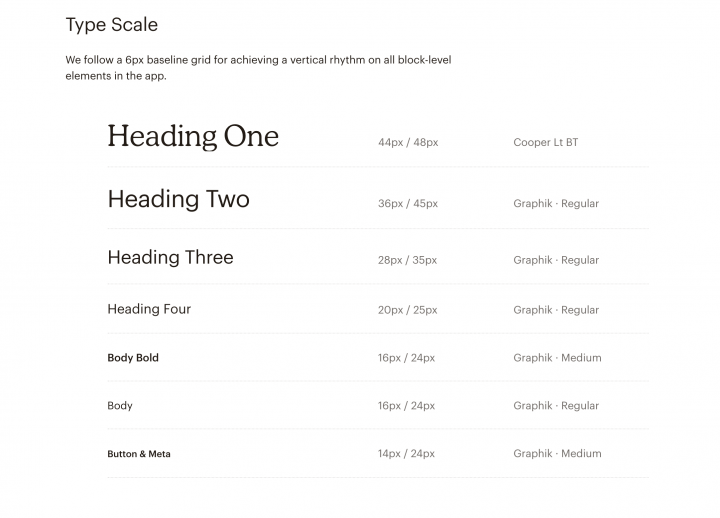 Type Scale
We follow a 6px baseline grid for achieving a vertical rhythm on all block-level
elements in the app.
Heading One 44px / 48px Cooper Lt BT
Heading Two 36px / 45px Graphik · Regular
Heading Three 28px / 35px Graphik · Regular
Heading Four 20px / 25px Graphik · Regular
Body Bold 16px / 24px Graphik · Medium
Body 16px / 24px Graphik · Regular
Button & Meta 14px / 24px Graphik · Medium